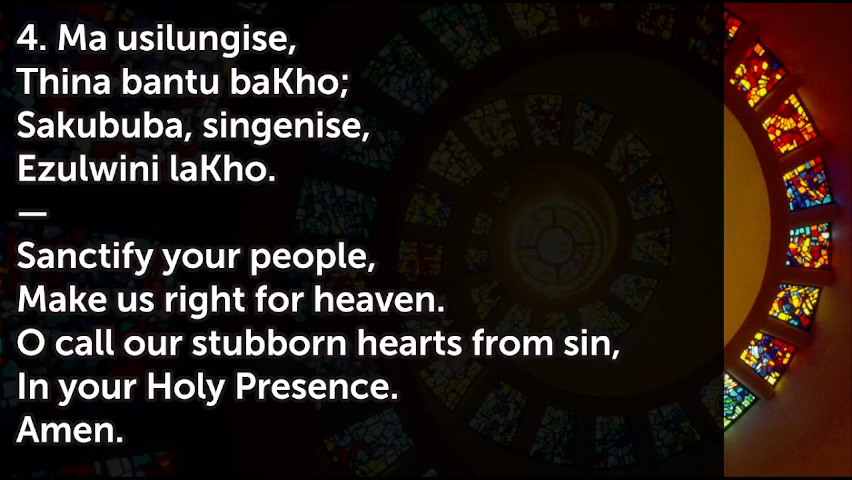 4. Ma usilungise,
Thina bantu baKho;
Sakububa, singenise,
Ezulwini laKho.
—
Sanctify your people,
Make us right for heaven.
O call our stubborn hearts from sin,
In your Holy Presence.
Amen.